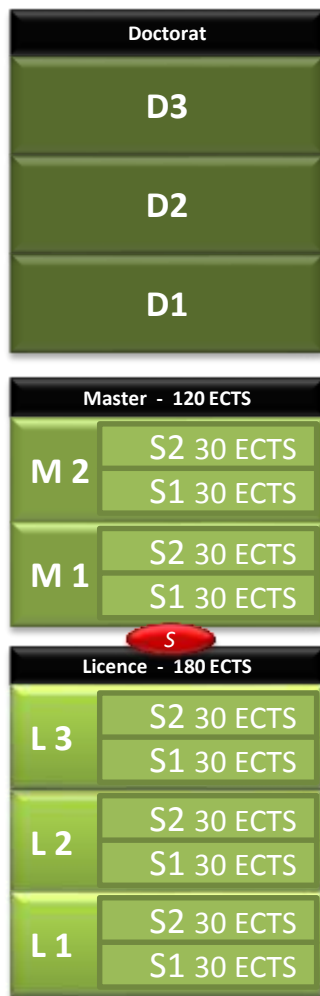 Doctorat
D3
D2
D1
Master - 120 ECTS
M 2
S2 30 ECTS
S1 30 ECTS
M 1
S2 30 ECTS
S1 30 ECTS
S
Licence - 180 ECTS
L 3
S2 30 ECTS
S1 30 ECTS
L 2
S2 30 ECTS
S1 30 ECTS
L 1
S2 30 ECTS
S1 30 ECTS